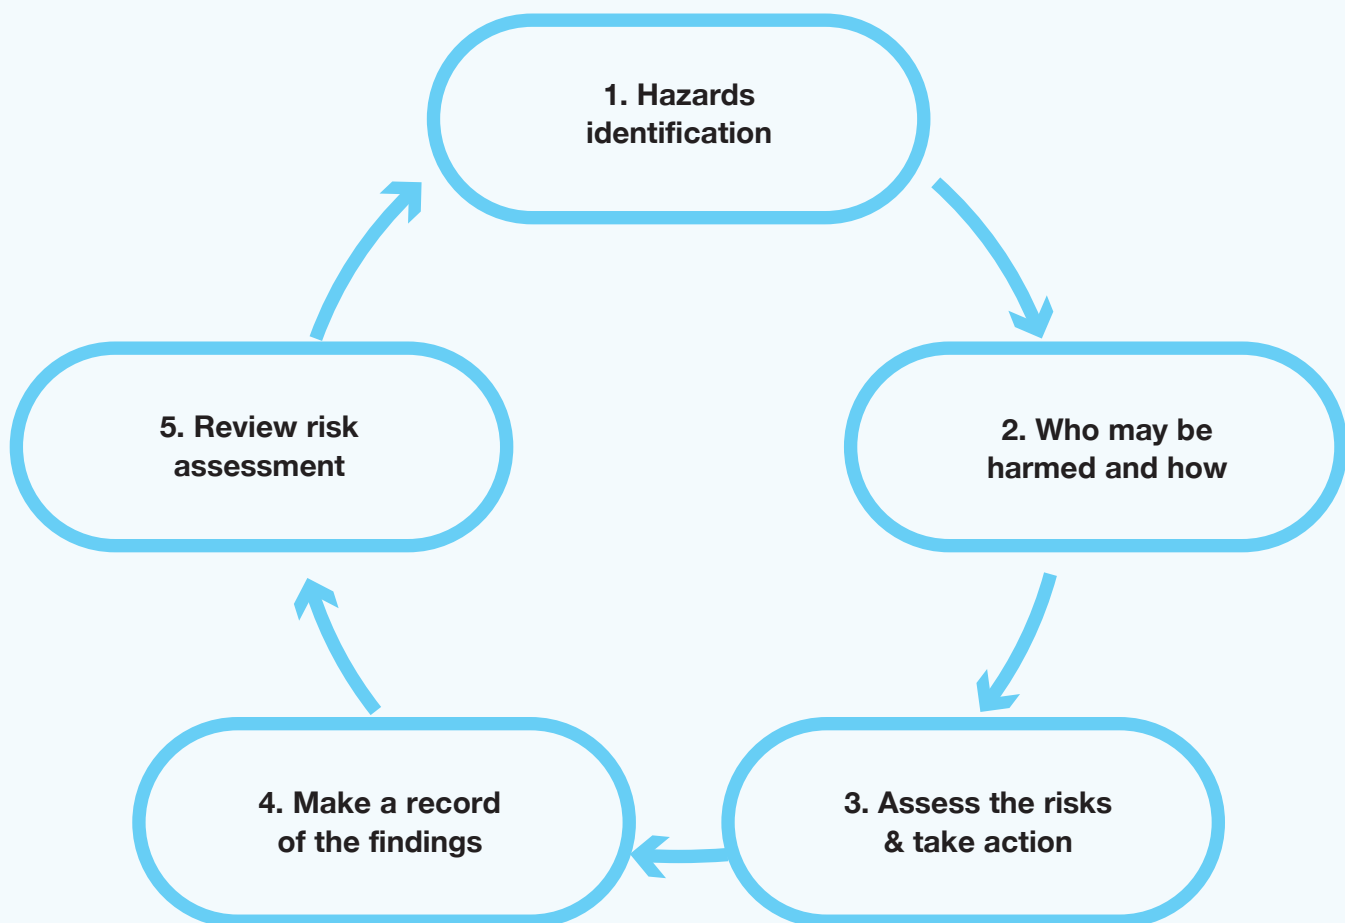 1. Hazards
identification
2. Who may be
harmed and how
3. Assess the risks
& take action
4. Make a record
of the findings
5. Review risk
assessment